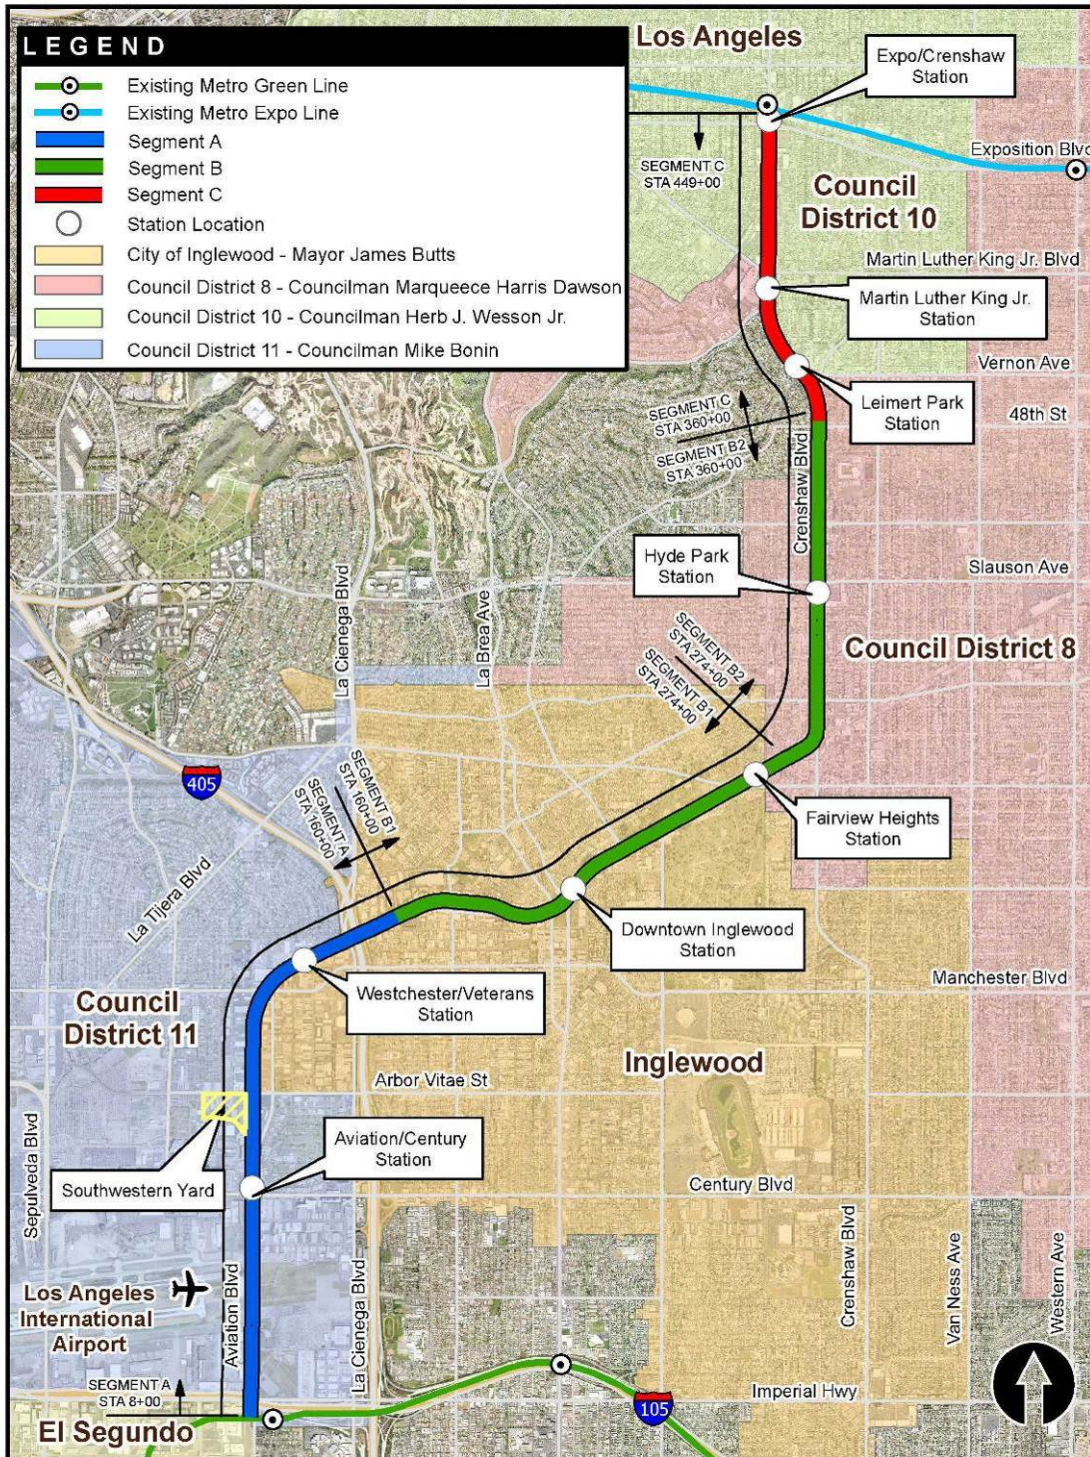 LEGEND
Existing Metro Green Line
Existing Metro Expo Line
Segment A
Segment B
Segment C
Station Location
City of Inglewood - Mayor James Butts
Council District 8 - Councilman Marqueece Harris Dawson
Council District 10 - Councilman Herb J. Wesson Jr.
Council District 11 - Councilman Mike Bonin
Los Angeles
Expo/Crenshaw
Station
Exposition Blvd
SEGMENT C
STA 449+00
Council
District 10
Martin Luther King Jr. Blvd
Martin Luther King Jr.
Station
Vernon Ave
Leimert Park
Station
48th St
SEGMENT C
STA 360+00
SEGMENT B2
STA 360+00
Crenshaw Blvd
Hyde Park
Station
Slauson Ave
La Cienega Blvd
La Brea Ave
Council District 8
SEGMENT B2
STA 274+00
SEGMENT B1
STA 274+00
405
SEGMENT B1
STA 160+00
SEGMENT A
STA 160+00
Fairview Heights
Station
La Tijera Blvd
Downtown Inglewood
Station
Manchester Blvd
Westchester/Veterans
Station
Council
District 11
Inglewood
Arbor Vitae St
Aviation/Century
Station
Southwestern Yard
Century Blvd
Sepulveda Blvd
Los Angeles
International
Airport
Aviation Blvd
La Cienega Blvd
Crenshaw Blvd
Van Ness Ave
Western Ave
SEGMENT A
STA 8+00
Imperial Hwy
105
El Segundo